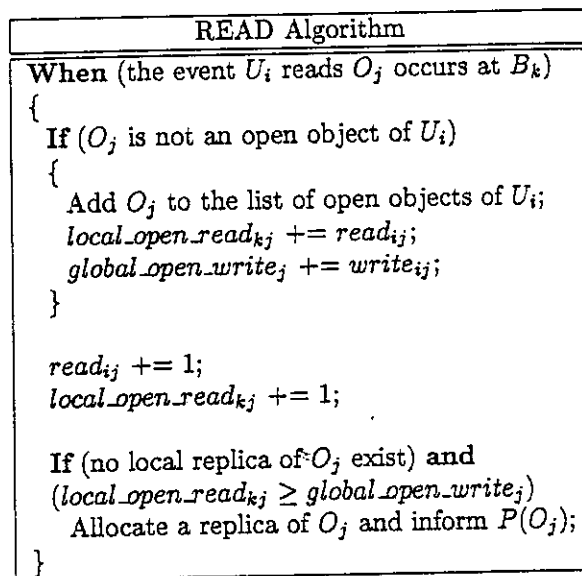 READ Algorithm
When (the event U_i reads O_j occurs at B_k)
{
If (O_j is not an open object of U_i)
{
Add O_j to the list of open objects of U_i;
local_open_read_kj += read_ij;
global_open_write_j += write_ij;
}
read_ij += 1;
local_open_read_kj += 1;
If (no local replica of O_j exist) and
(local_open_read_kj ≥ global_open_write_j)
Allocate a replica of O_j and inform P(O_j);
}